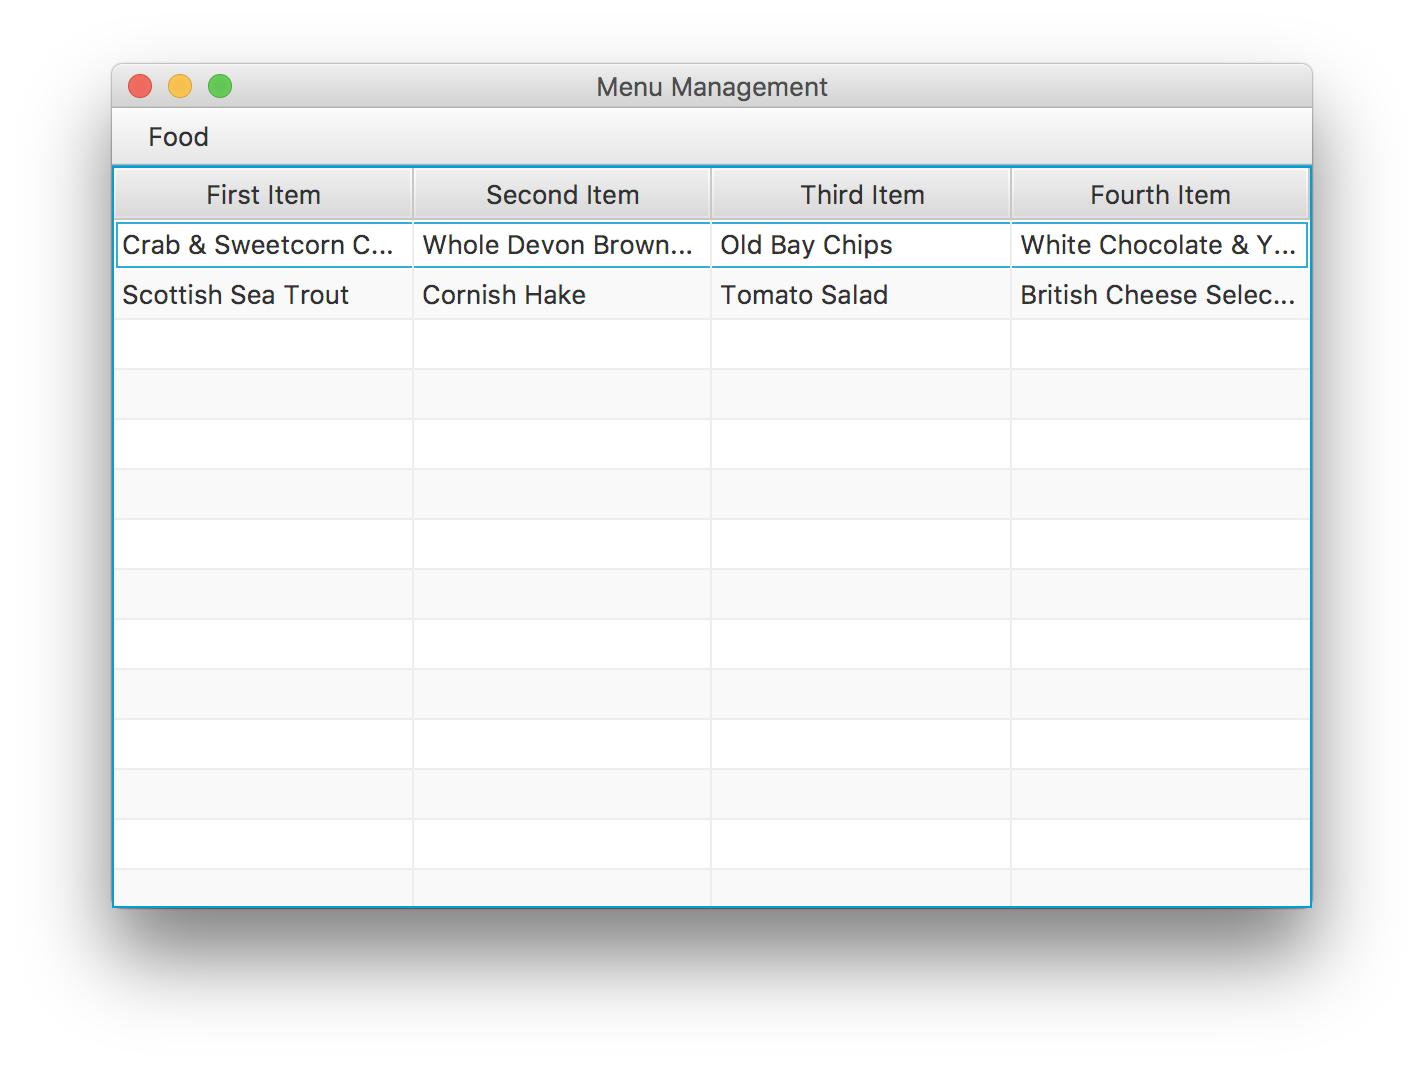 Menu Management
Food
First Item Second Item Third Item Fourth Item
Crab & Sweetcorn C... Whole Devon Brown... Old Bay Chips White Chocolate & Y...
Scottish Sea Trout Cornish Hake Tomato Salad British Cheese Selec...